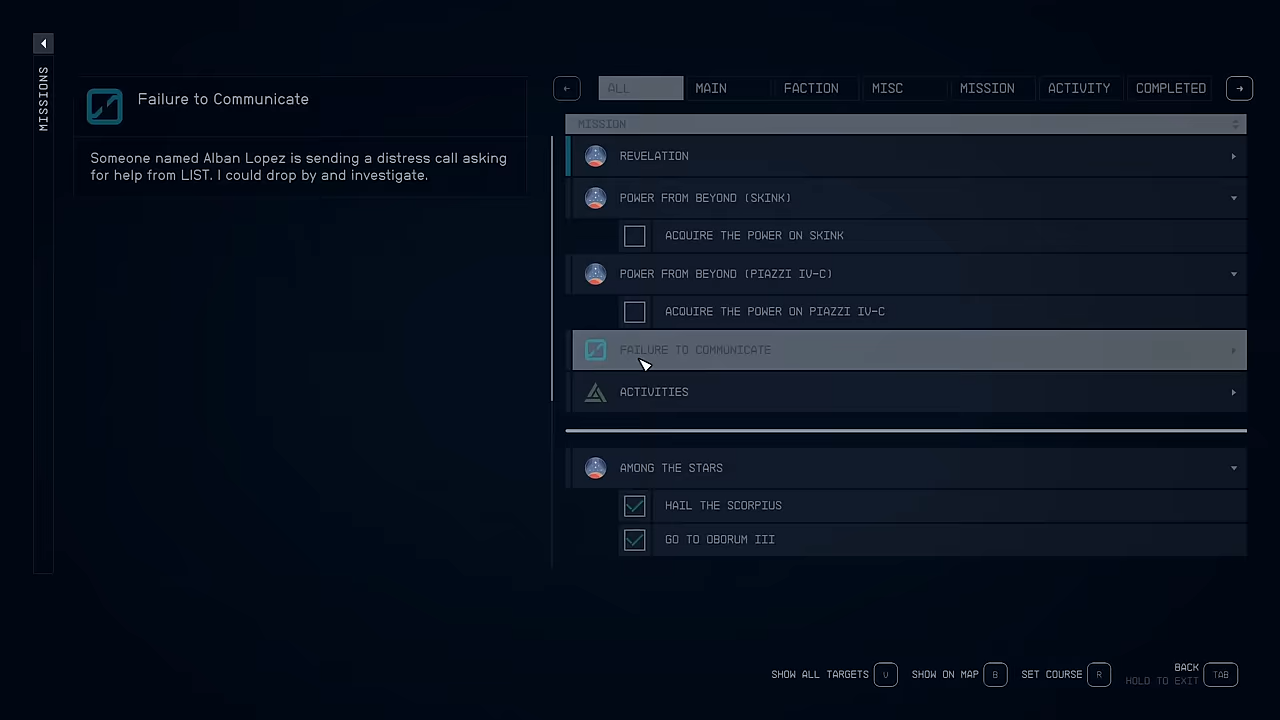 MISSIONS
Failure to Communicate
Someone named Alban Lopez is sending a distress call asking
for help from LIST. I could drop by and investigate.
ALL
MAIN
FACTION
MISC
MISSION
ACTIVITY
COMPLETED
MISSION
REVELATION
POWER FROM BEYOND (SKINK)
ACQUIRE THE POWER ON SKINK
POWER FROM BEYOND (PIAZZI IV-C)
ACQUIRE THE POWER ON PIAZZI IV-C
FAILURE TO COMMUNICATE
ACTIVITIES
AMONG THE STARS
HAIL THE SCORPIUS
GO TO OBORUM III
SHOW ALL TARGETS V
SHOW ON MAP B
SET COURSE R
BACK
HOLD TO EXIT
TAB